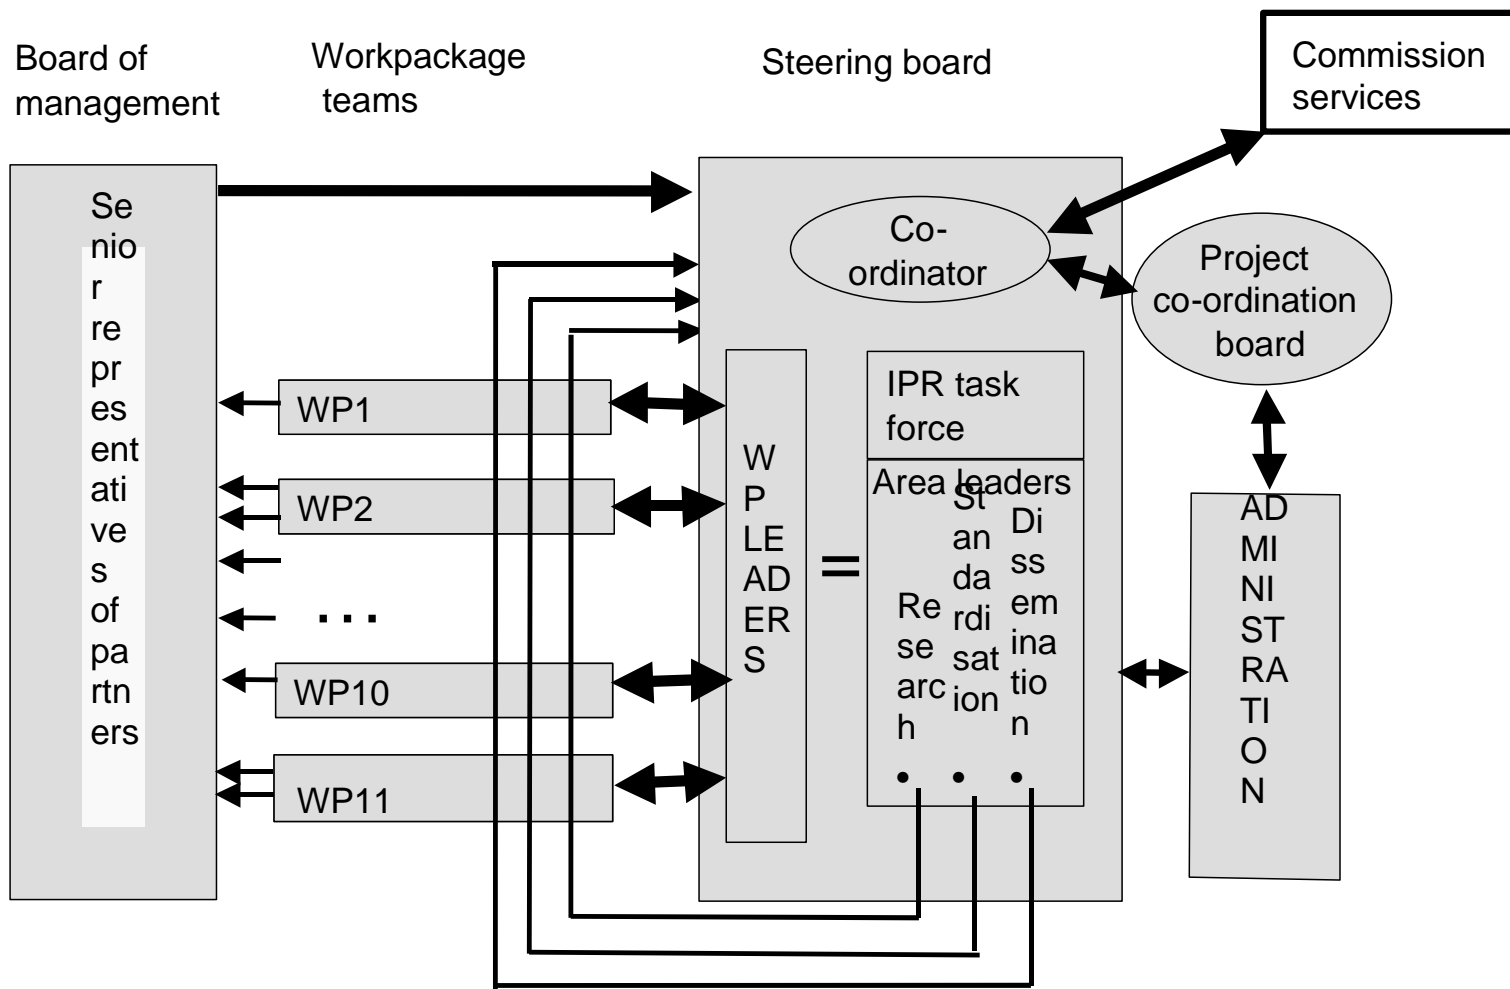 Board of
management
Workpackage
teams
Steering board
Commission
services
Se
nio
r
re
pr
es
ent
ati
ve
s
of
pa
rtn
ers
WP1
WP2
...
WP10
WP11
Co-
ordinator
Project
co-ordination
board
W
P
LE
AD
ER
S
=
IPR task
force
Area leaders
Re
se
arc
h
•
St
an
da
rdi
sat
ion
•
Di
ss
em
ina
tio
n
•
AD
MI
NI
ST
RA
TI
O
N